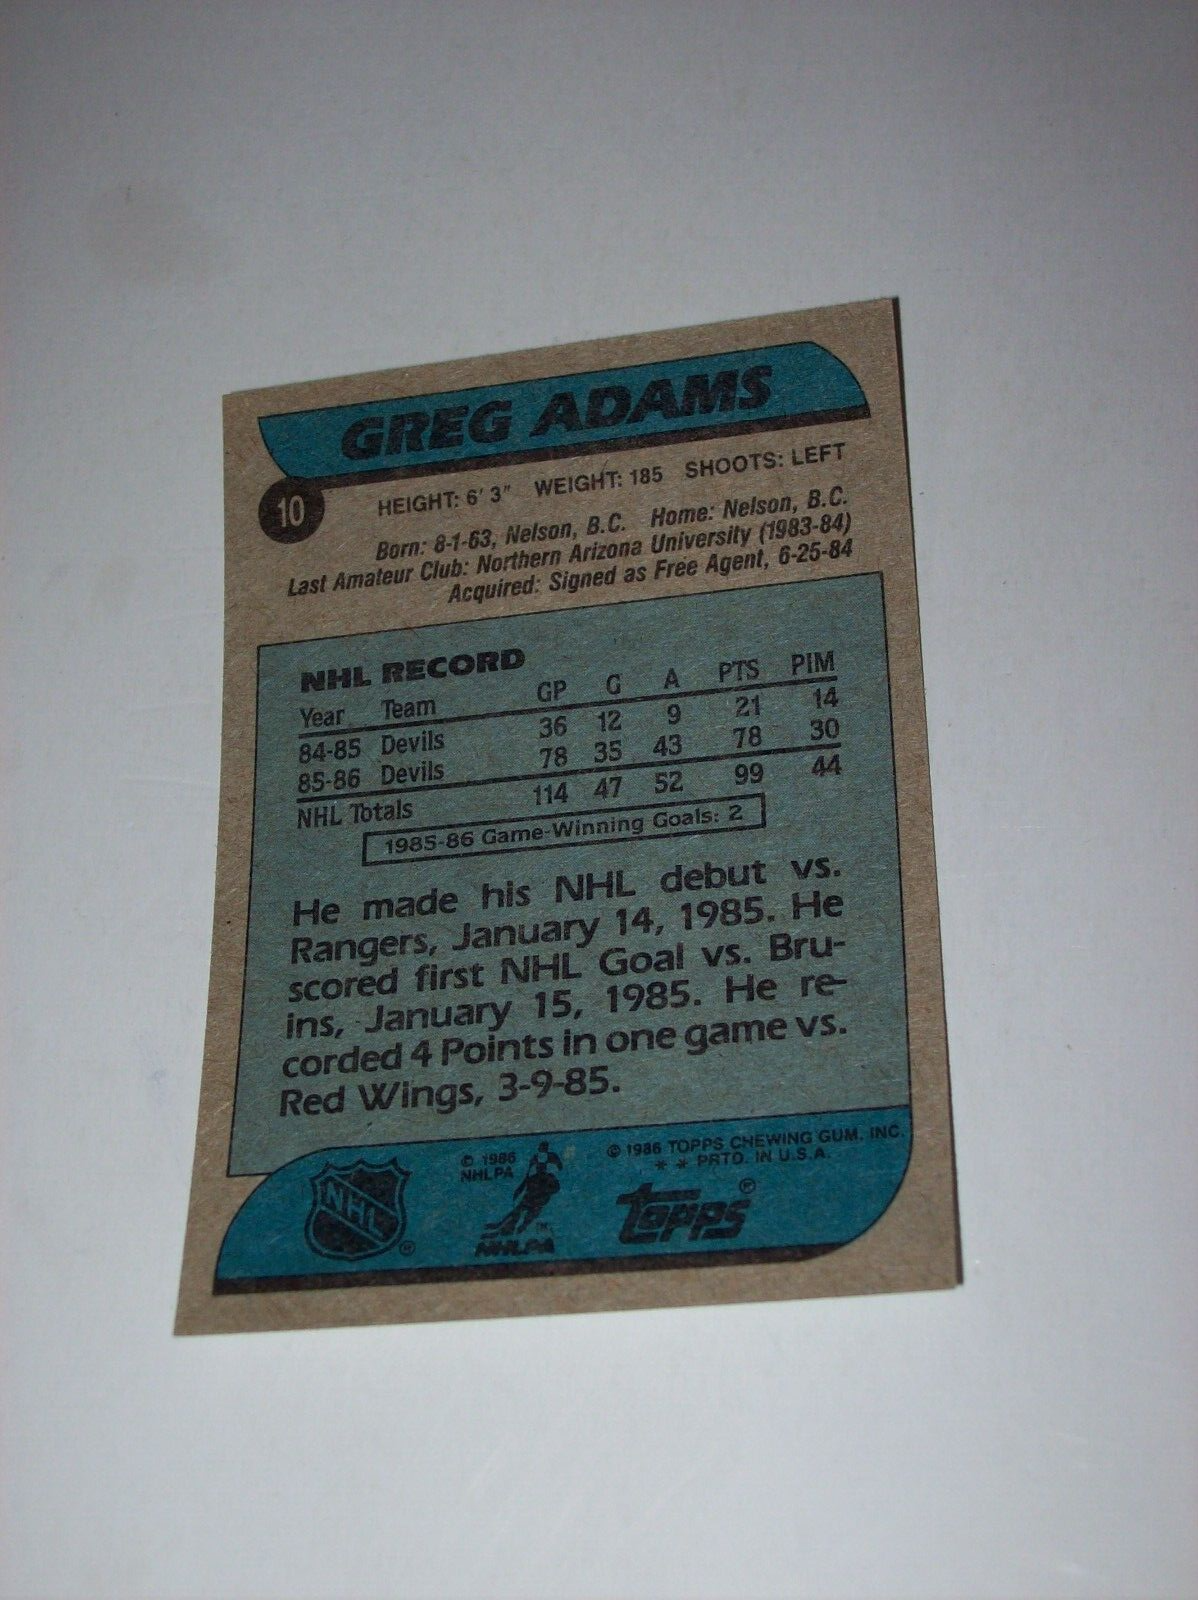 GREG ADAMS
10
HEIGHT: 6' 3" WEIGHT: 185 SHOOTS: LEFT
Born: 8-1-63, Nelson, B.C. Home: Nelson, B.C.
Last Amateur Club: Northern Arizona University (1983-84)
Acquired: Signed as Free Agent, 6-25-84
NHL RECORD
Year Team GP G A PTS PIM
84-85 Devils 36 12 9 21 14
85-86 Devils 78 35 43 78 30
NHL Totals 114 47 52 99 44
1985-86 Game-Winning Goals: 2
He made his NHL debut vs.
Rangers, January 14, 1985. He
scored first NHL Goal vs. Bru-
ins, January 15, 1985. He re-
corded 4 Points in one game vs.
Red Wings, 3-9-85.
NHL ®
© 1986
NHLPA
NHLPA ™
© 1986 TOPPS CHEWING GUM, INC.
* * PRTD. IN U.S.A.
topps ®